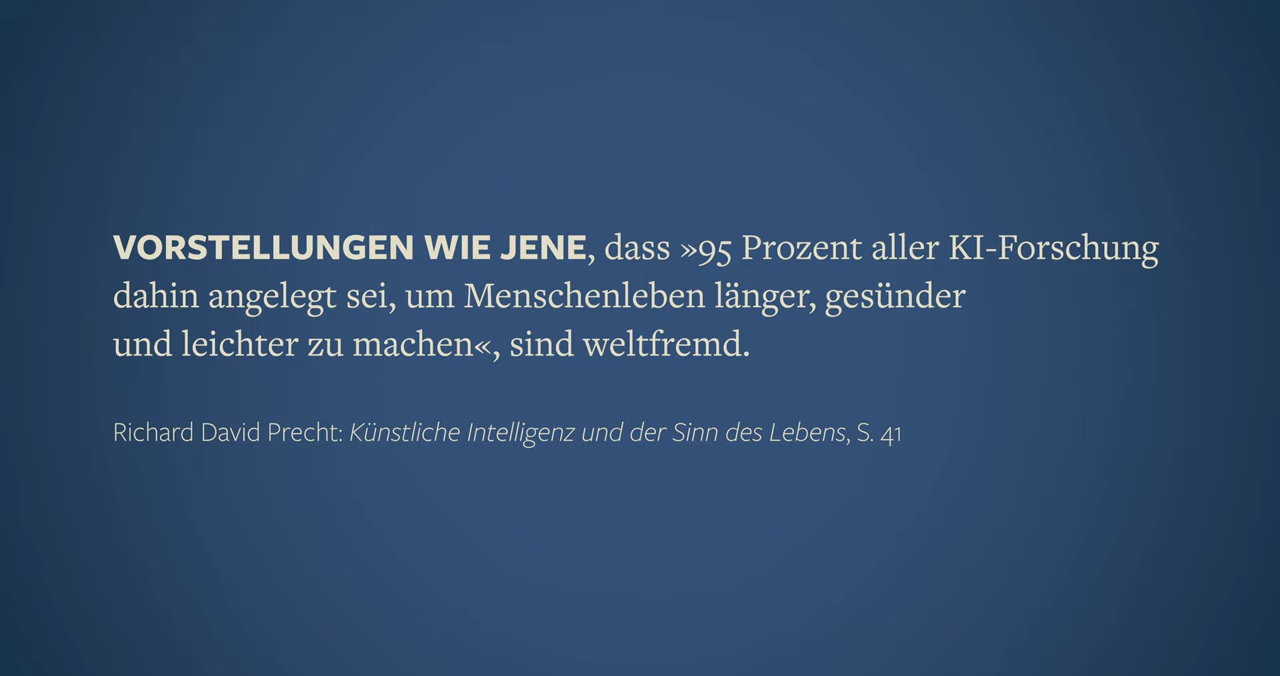 VORSTELLUNGEN WIE JENE, dass »95 Prozent aller KI-Forschung
dahin angelegt sei, um Menschenleben länger, gesünder
und leichter zu machen«, sind weltfremd.
Richard David Precht: Künstliche Intelligenz und der Sinn des Lebens, S. 41